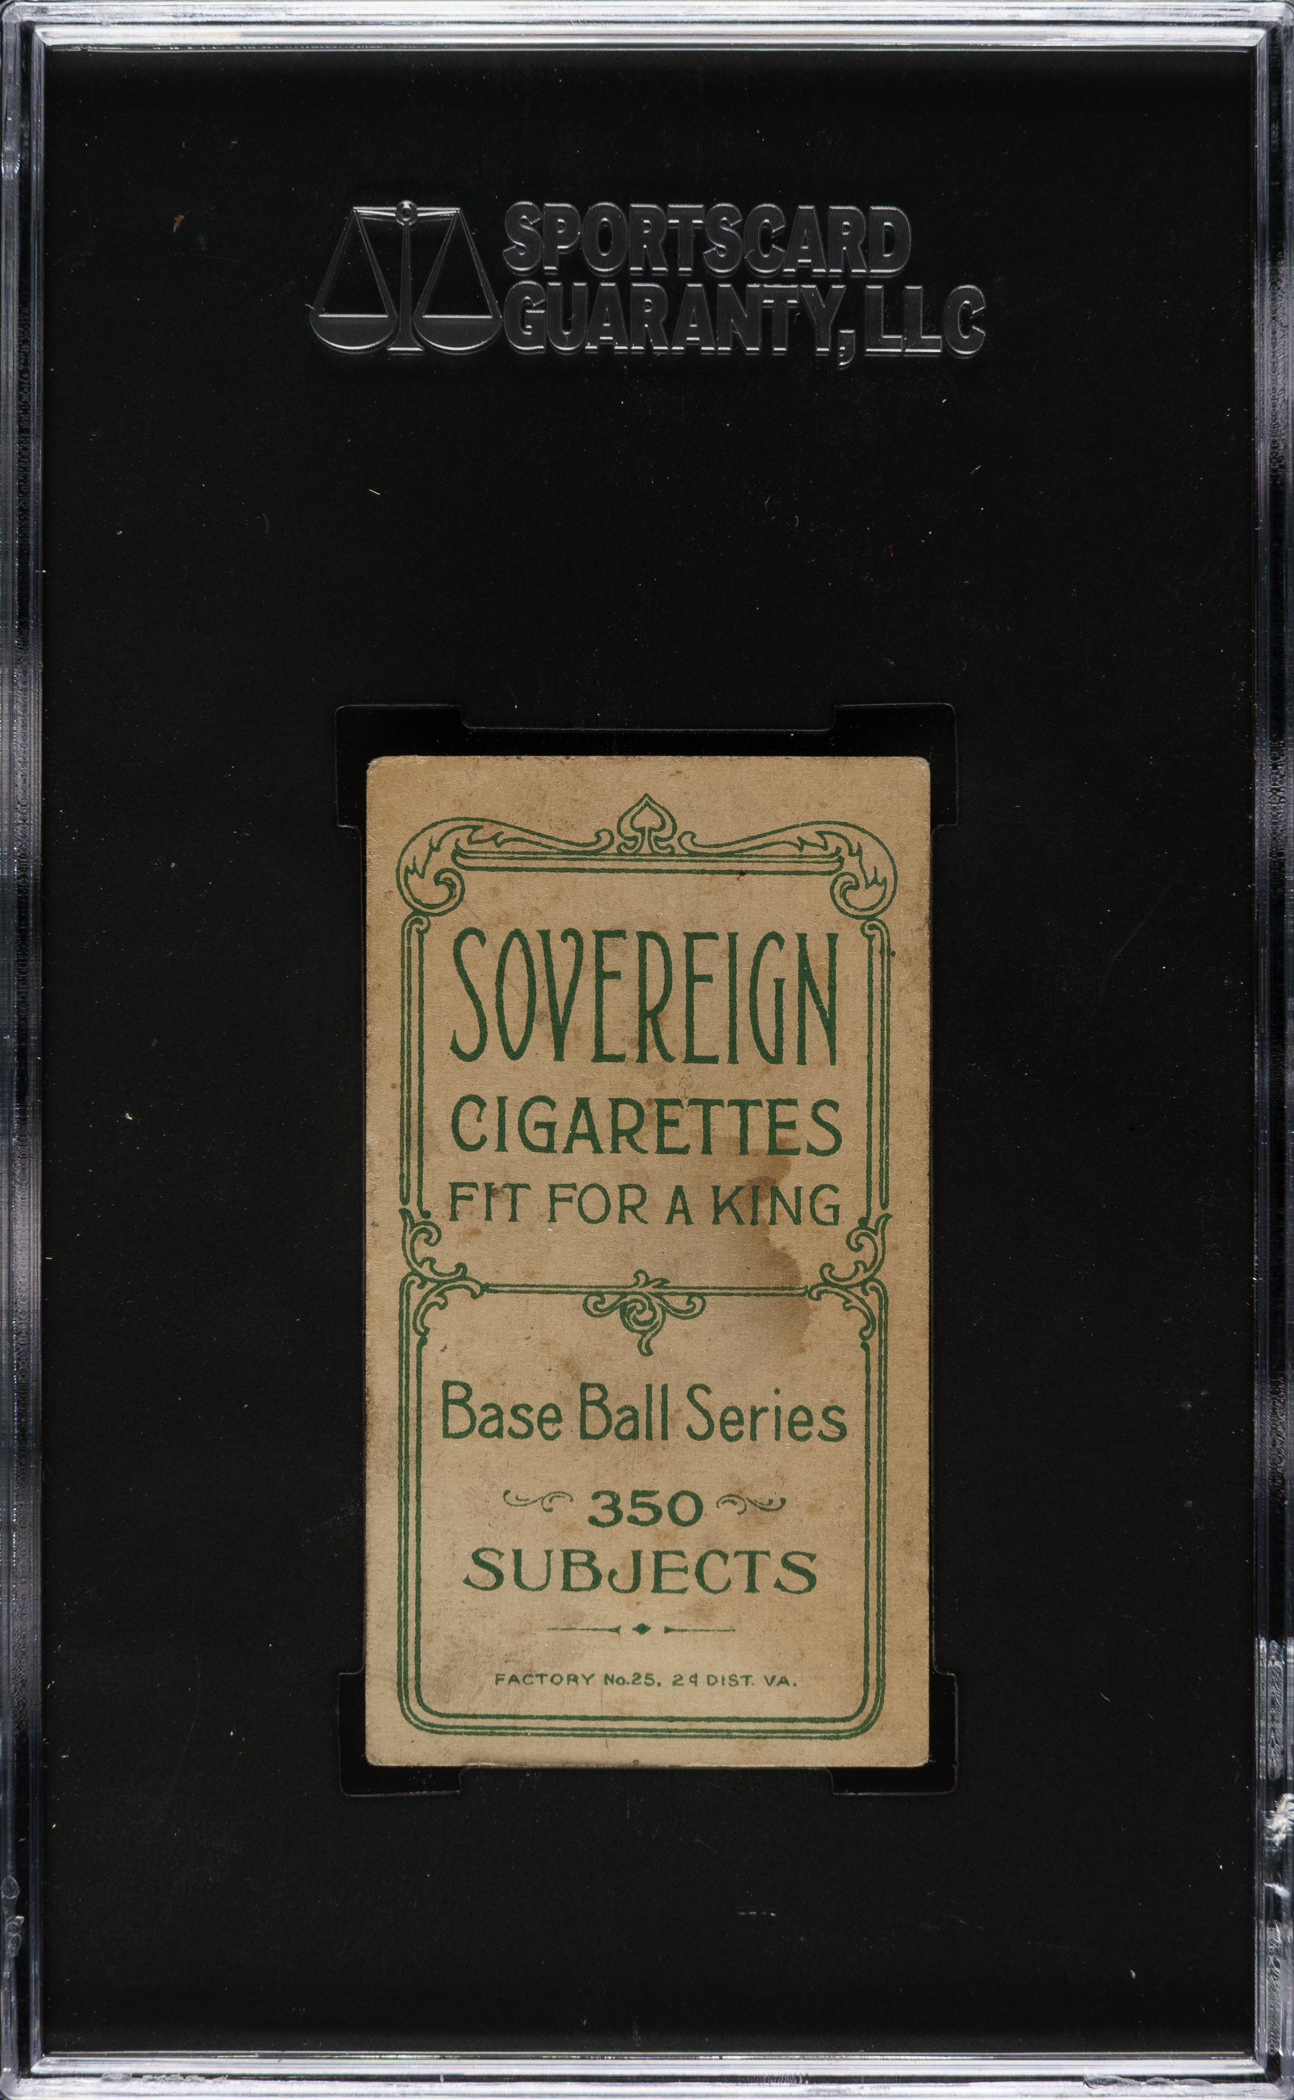 SPORTSCARD
GUARANTY, LLC
SOVEREIGN
CIGARETTES
FIT FOR A KING
Base Ball Series
350
SUBJECTS
FACTORY No.25, 2d DIST. VA.